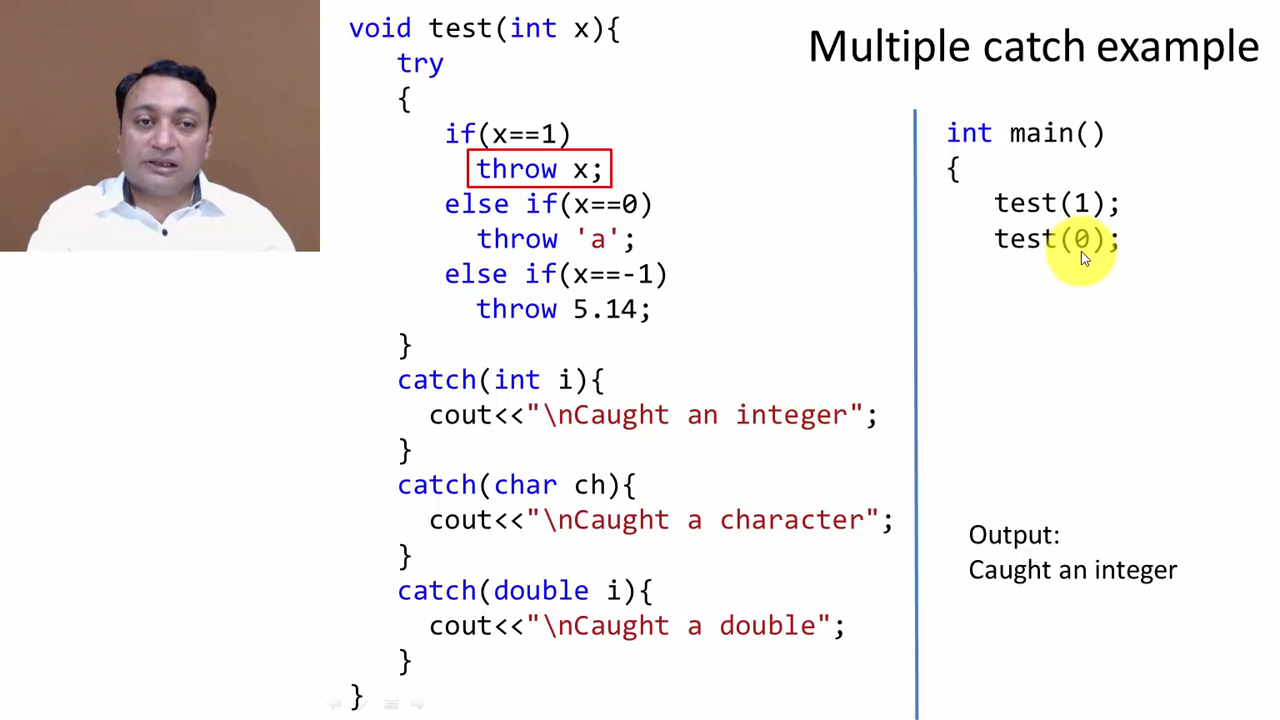 Multiple catch example
void test(int x){
try
{
if(x==1)
throw x;
else if(x==0)
throw 'a';
else if(x==-1)
throw 5.14;
}
catch(int i){
cout<<"\nCaught an integer";
}
catch(char ch){
cout<<"\nCaught a character";
}
catch(double i){
cout<<"\nCaught a double";
}
}
int main()
{
test(1);
test(0);
Output:
Caught an integer